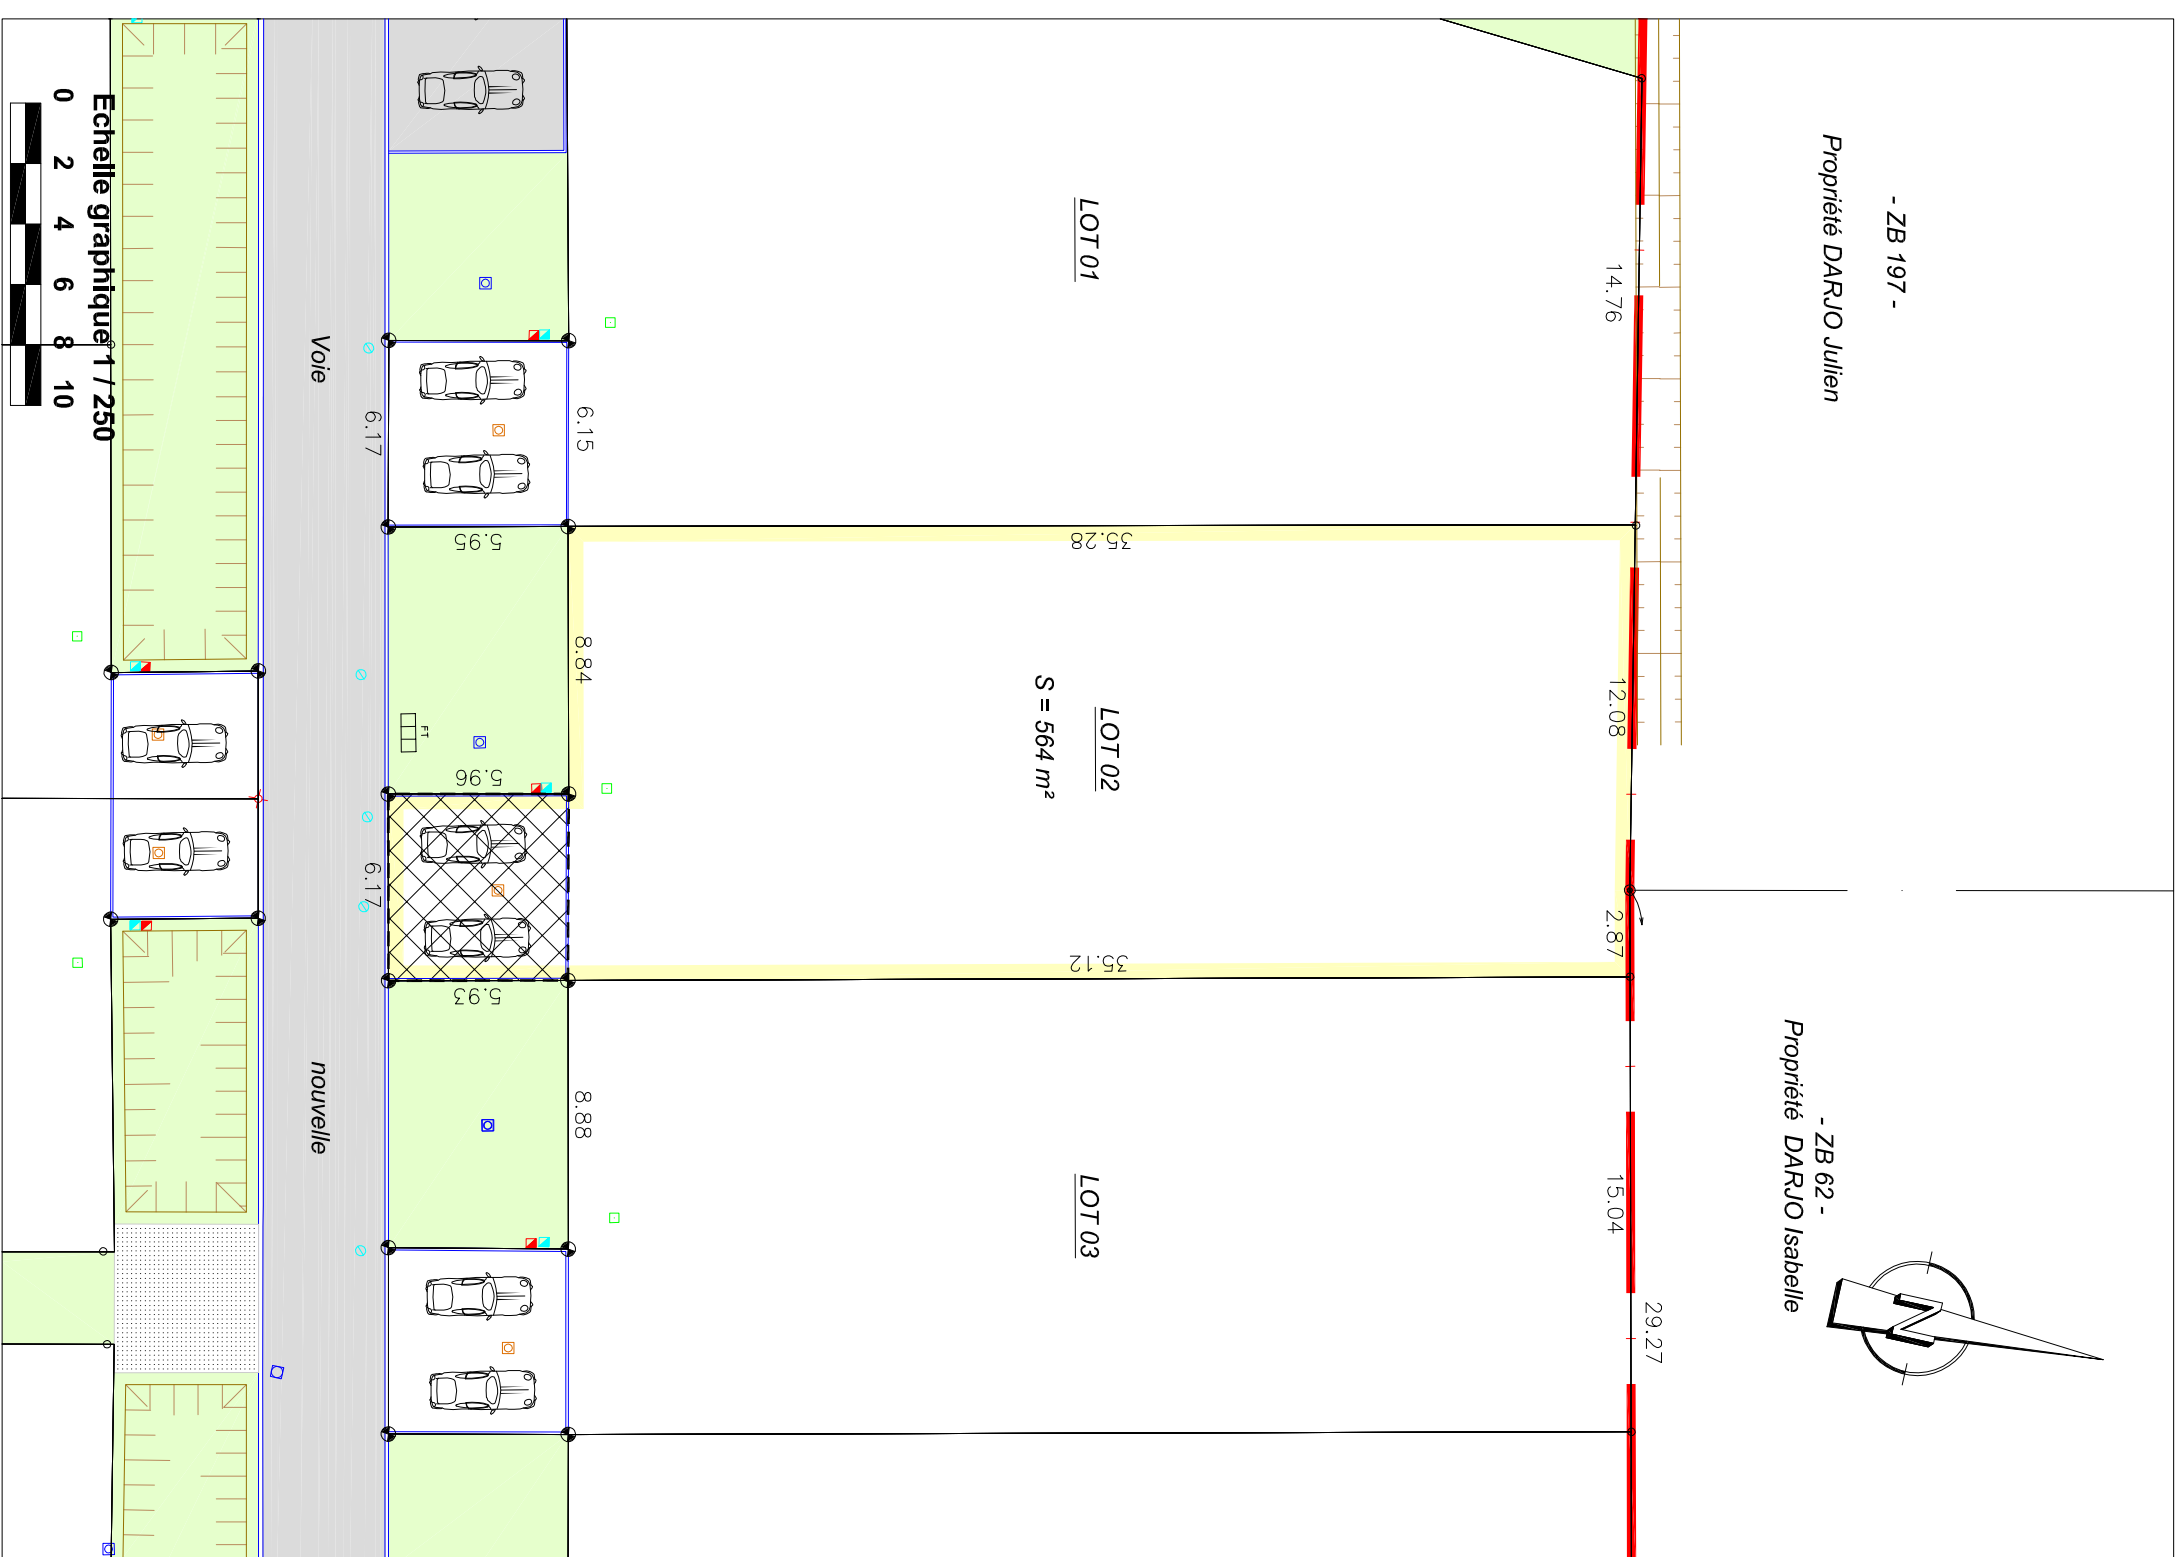 - ZB 197 -
Propriété DARJO Julien
- ZB 62 -
Propriété DARJO Isabelle
N
14.76
12.08
2.87
15.04
29.27
LOT 01
LOT 02
S = 564 m²
LOT 03
35.28
35.12
6.15
8.84
8.88
5.95
5.96
5.93
FT
6.17
6.17
Voie
nouvelle
Echelle graphique 1 / 250
0 2 4 6 8 10